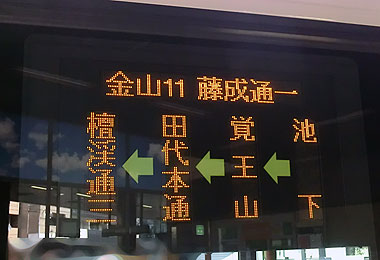 金山11 藤成通一
池下
覚王山
田代本通
檀渓通三